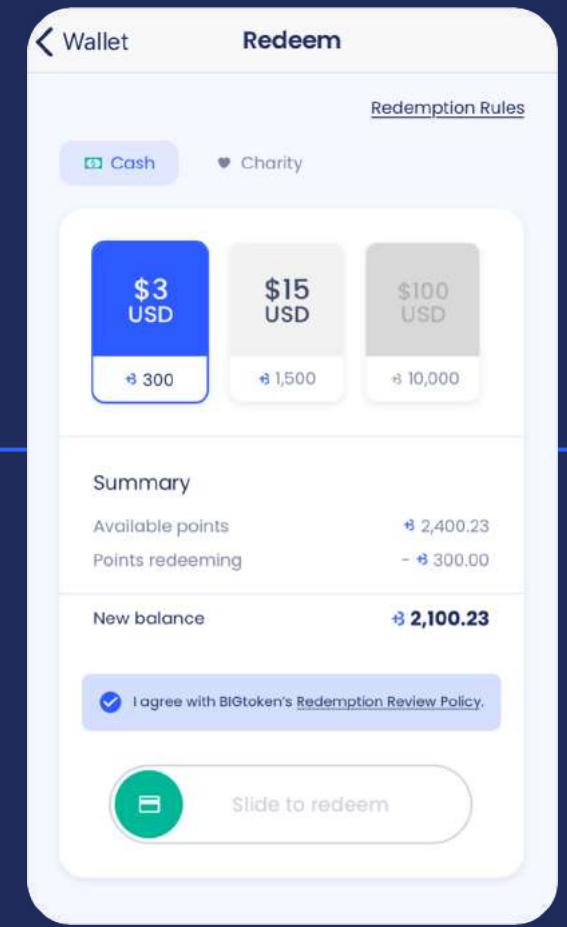 Wallet
Redeem
Redemption Rules
Cash
Charity
$3
USD
300
$15
USD
1,500
$100
USD
10,000
Summary
Available points 2,400.23
Points redeeming - 300.00
New balance 2,100.23
I agree with BIGtoken's Redemption Review Policy.
Slide to redeem